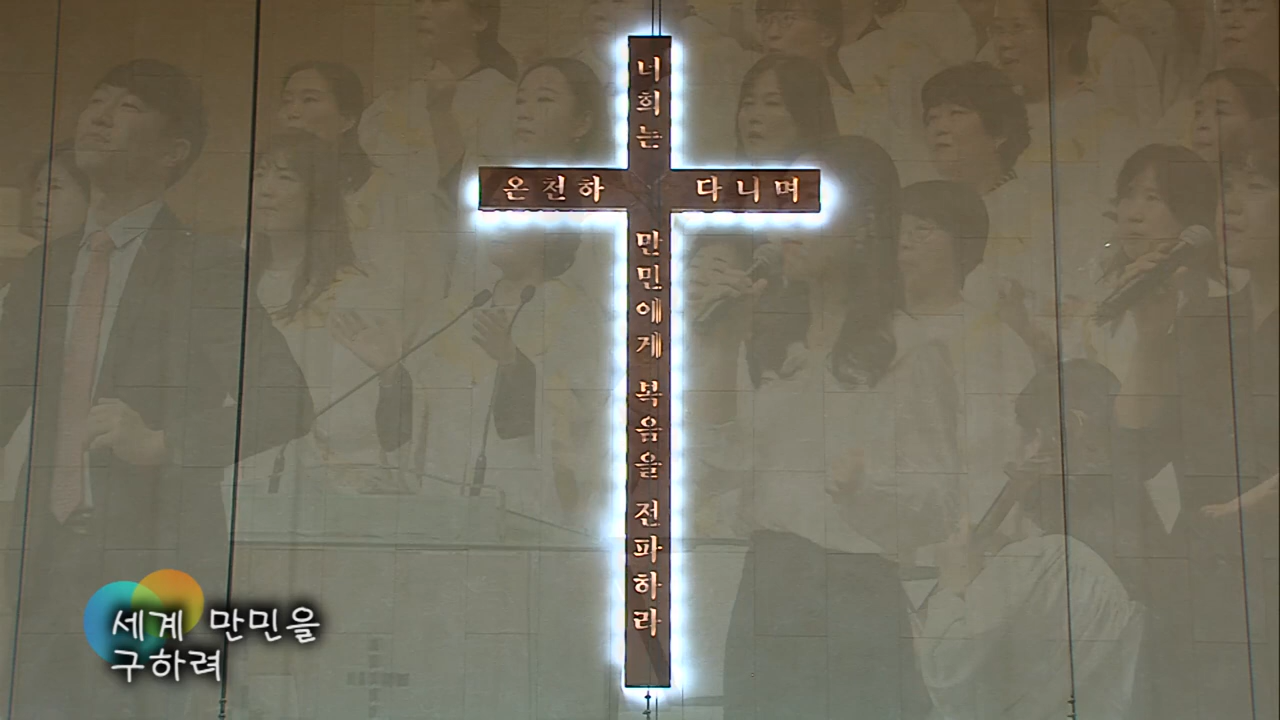 너희는
온천하 다니며
만민에게 복음을 전파하라
세계 만민을
구하려